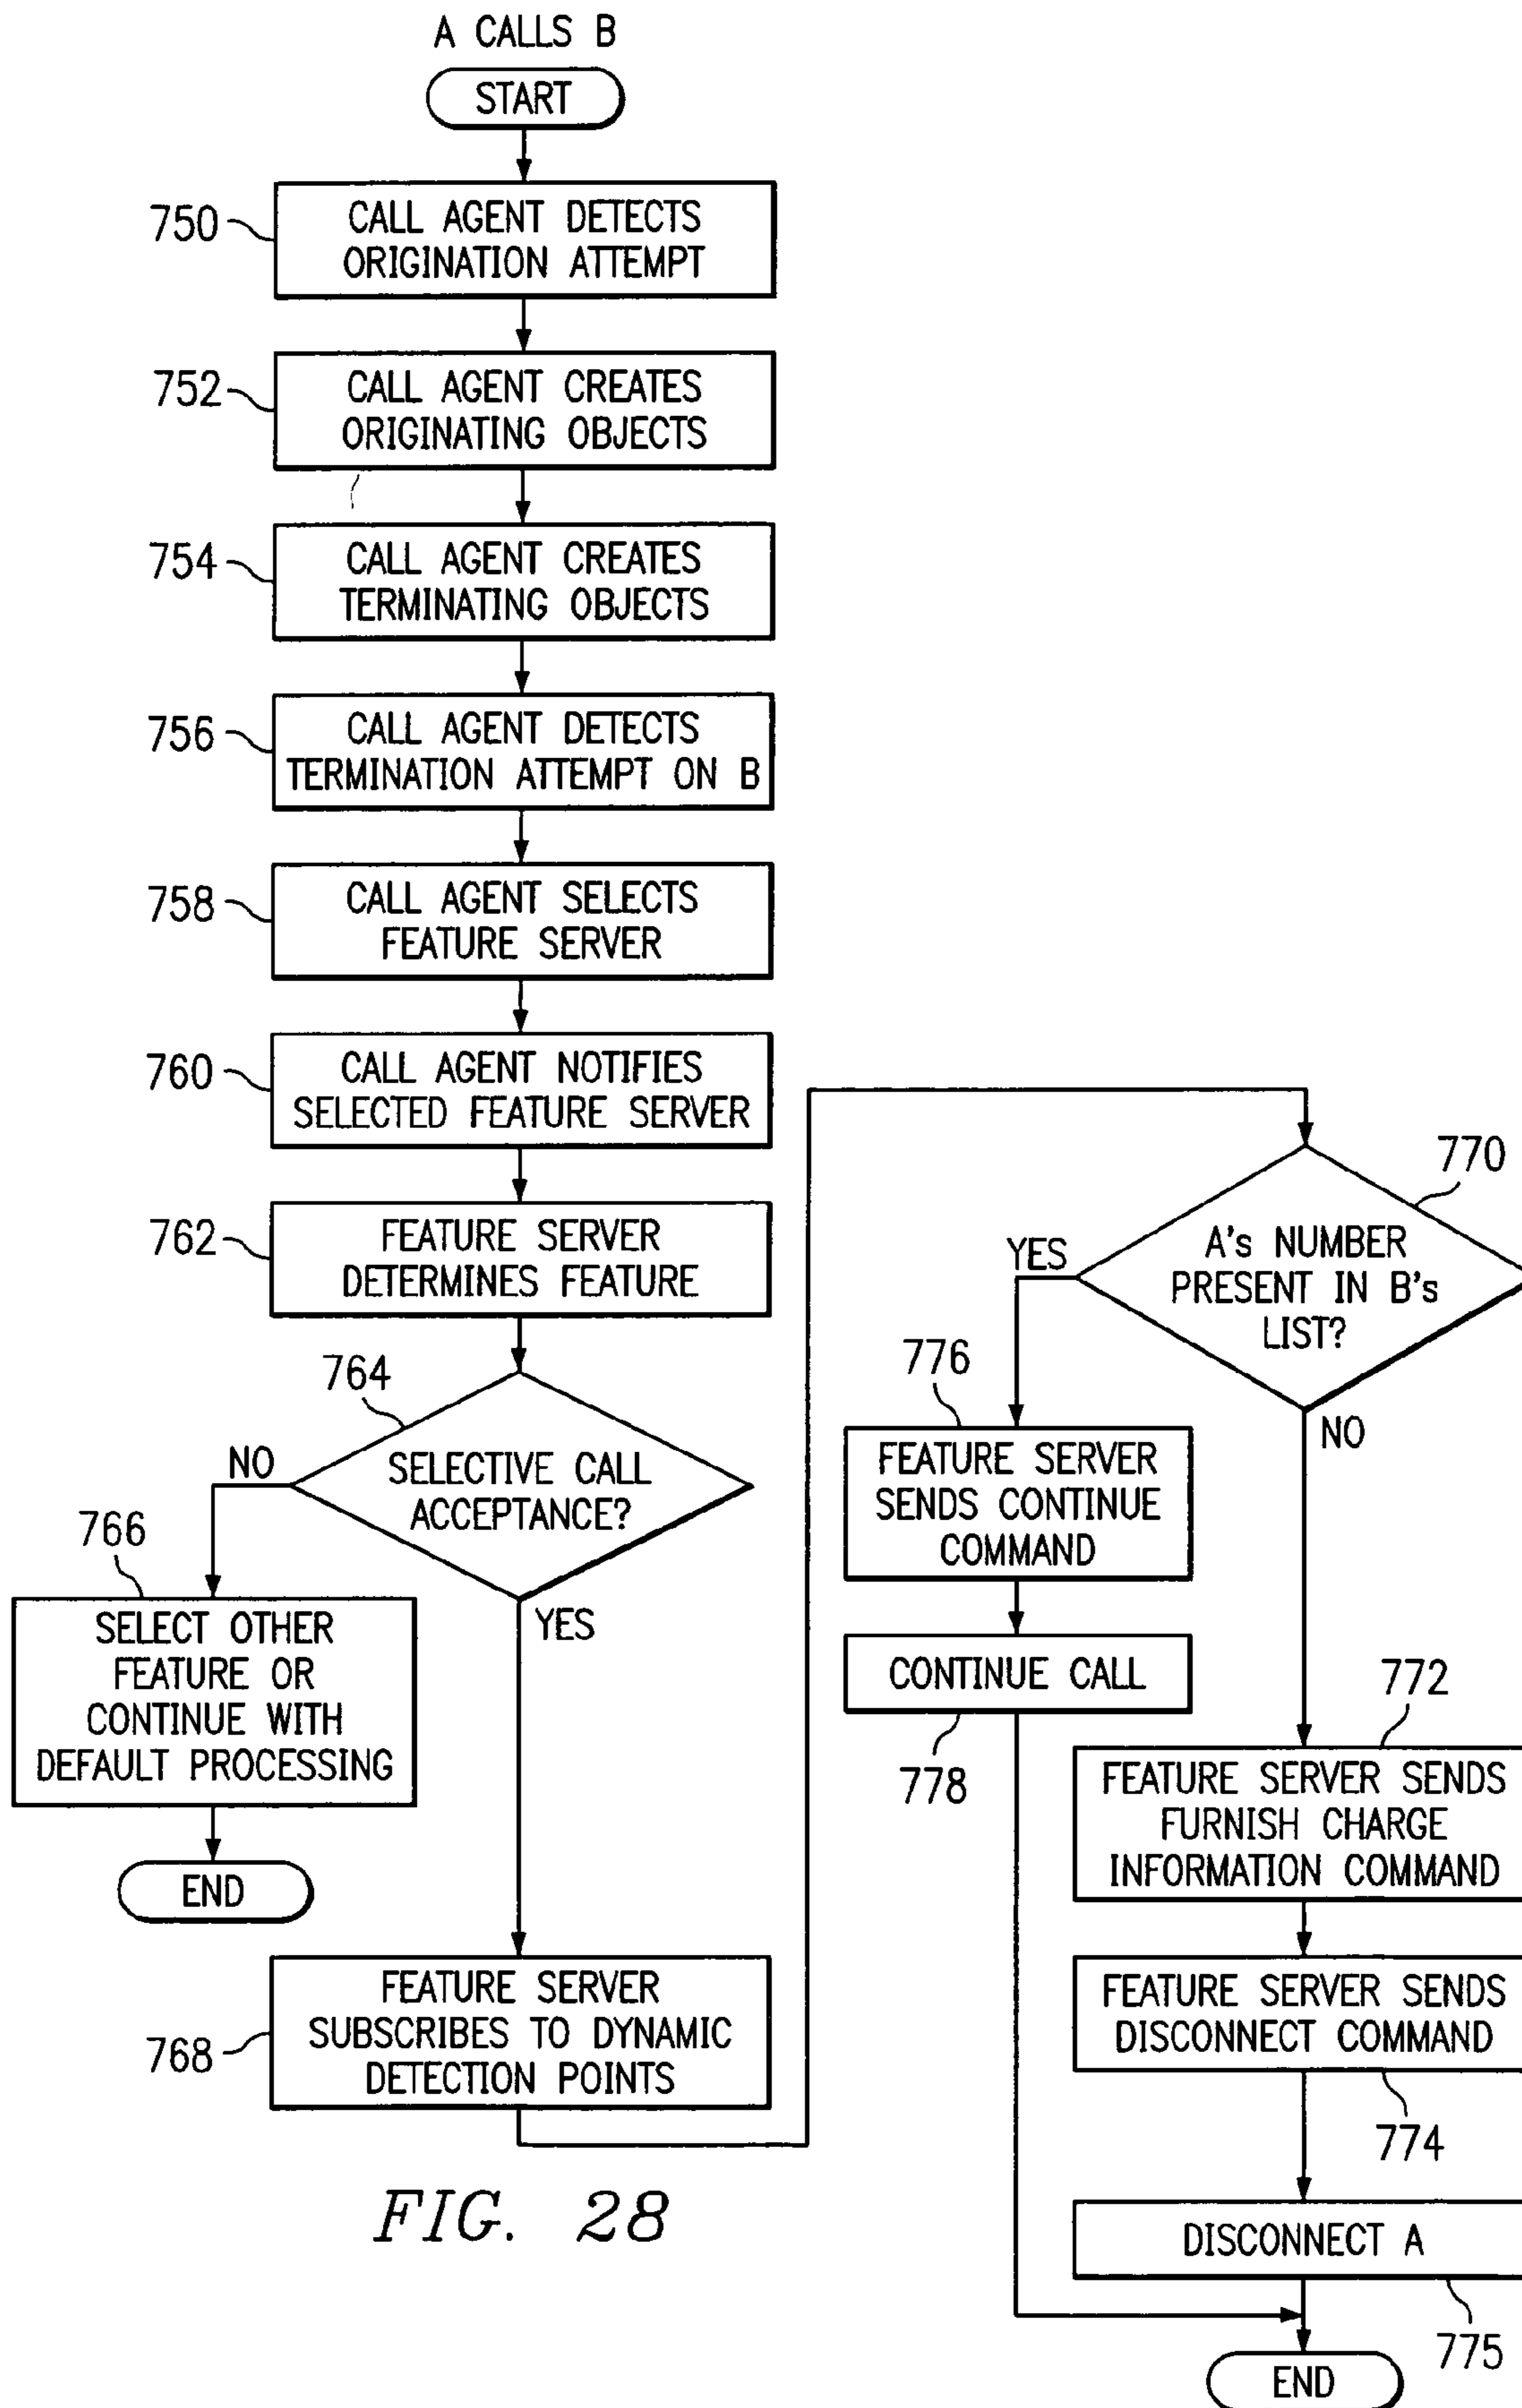 A CALLS B
START
750
CALL AGENT DETECTS
ORIGINATION ATTEMPT
752
CALL AGENT CREATES
ORIGINATING OBJECTS
754
CALL AGENT CREATES
TERMINATING OBJECTS
756
CALL AGENT DETECTS
TERMINATION ATTEMPT ON B
758
CALL AGENT SELECTS
FEATURE SERVER
760
CALL AGENT NOTIFIES
SELECTED FEATURE SERVER
762
FEATURE SERVER
DETERMINES FEATURE
764
SELECTIVE CALL
ACCEPTANCE?
NO
766
SELECT OTHER
FEATURE OR
CONTINUE WITH
DEFAULT PROCESSING
END
YES
768
FEATURE SERVER
SUBSCRIBES TO DYNAMIC
DETECTION POINTS
770
A's NUMBER
PRESENT IN B's
LIST?
YES
776
FEATURE SERVER
SENDS CONTINUE
COMMAND
CONTINUE CALL
778
NO
772
FEATURE SERVER SENDS
FURNISH CHARGE
INFORMATION COMMAND
FEATURE SERVER SENDS
DISCONNECT COMMAND
774
DISCONNECT A
775
END
FIG. 28